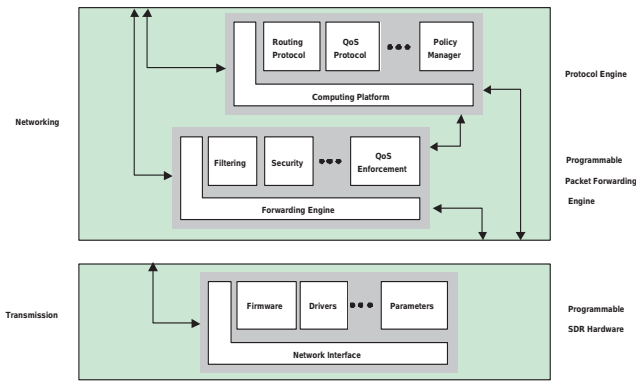 Routing
Protocol
QoS
Protocol
Policy
Manager
Computing Platform
Protocol Engine
Networking
Filtering
Security
QoS
Enforcement
Forwarding Engine
Programmable
Packet Forwarding
Engine
Transmission
Firmware
Drivers
Parameters
Network Interface
Programmable
SDR Hardware